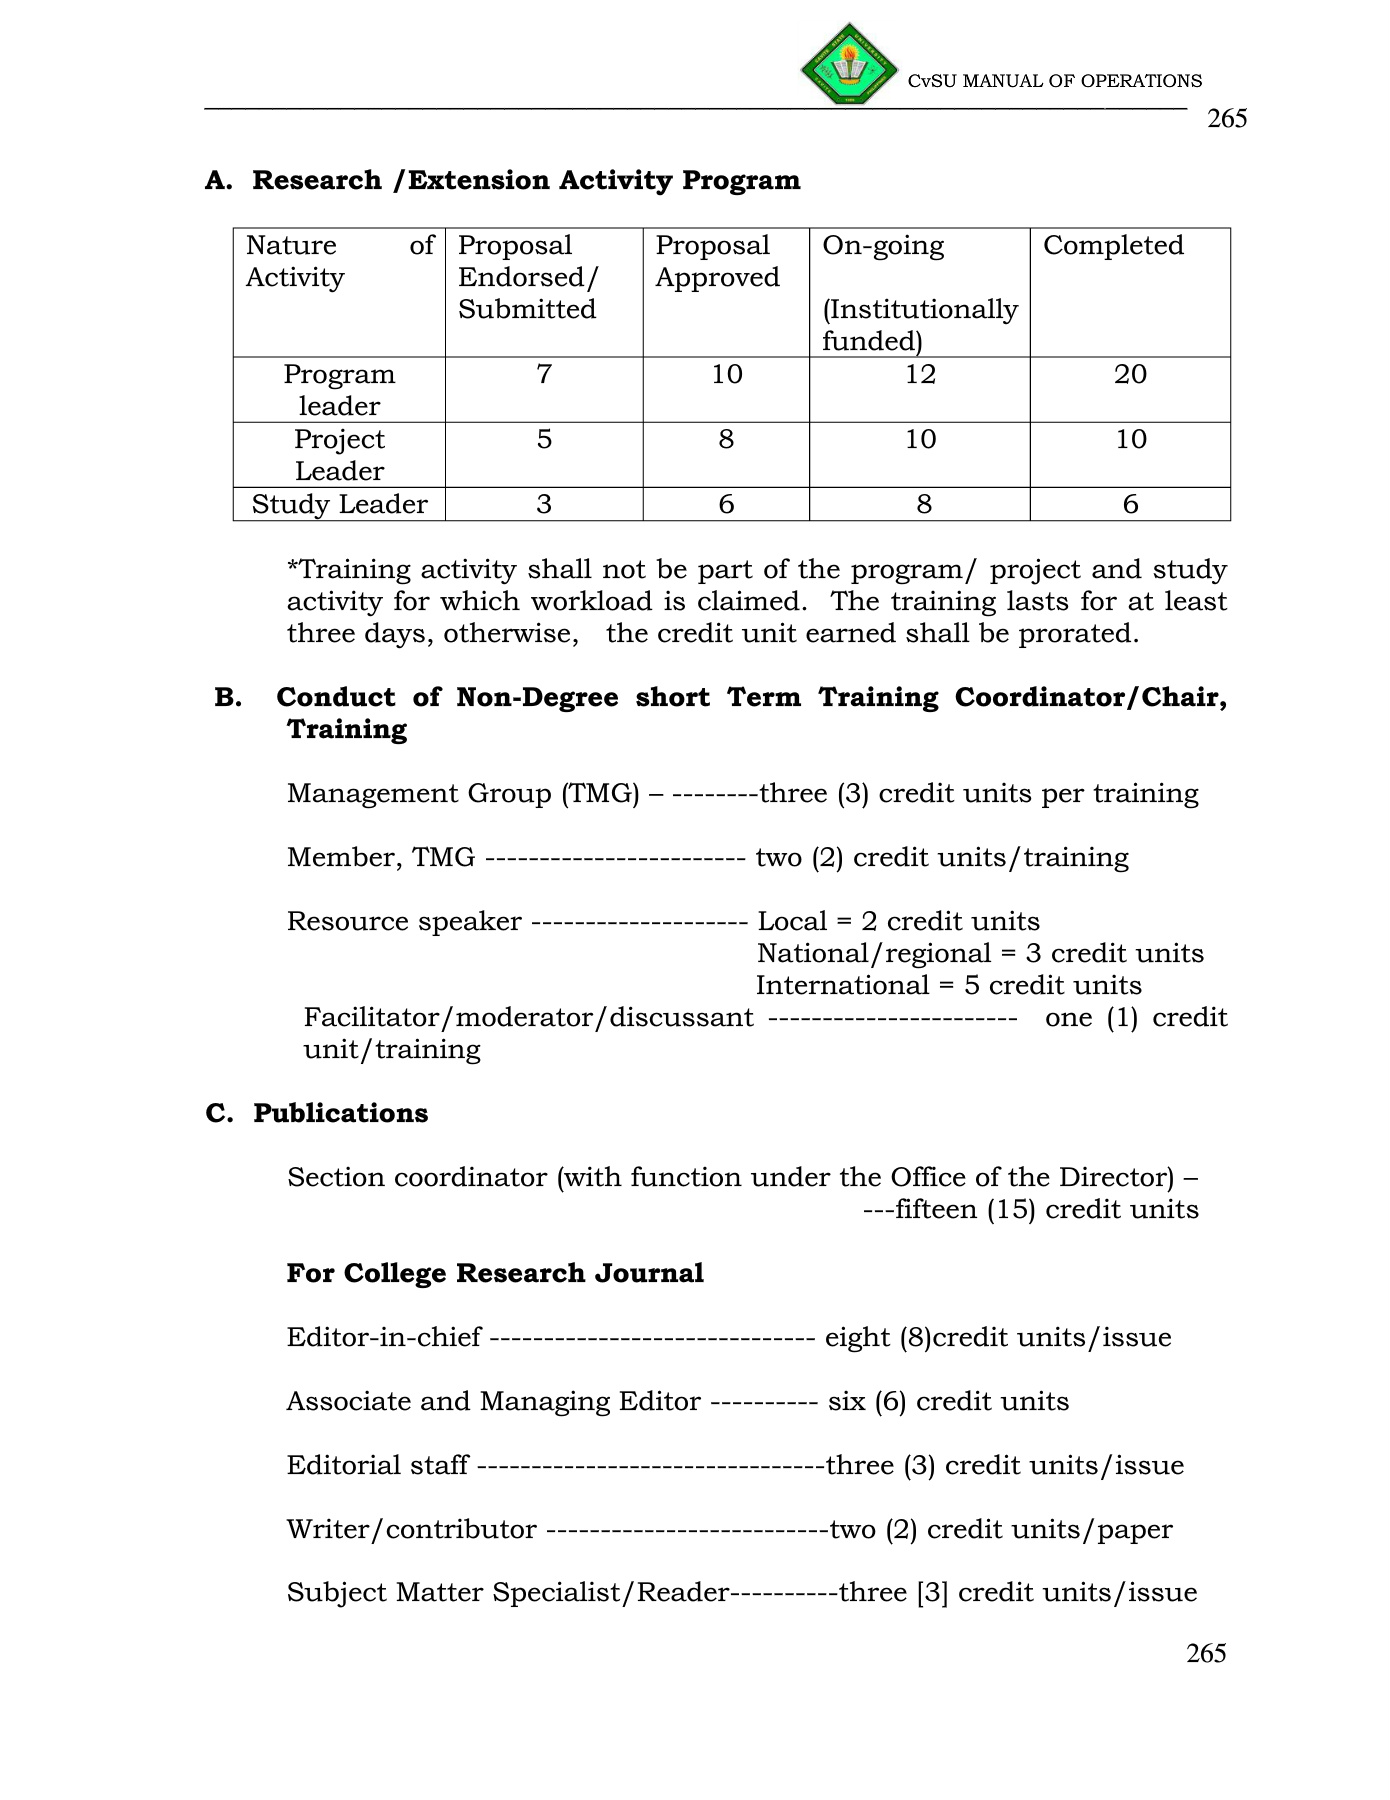 CvSU MANUAL OF OPERATIONS
265
A. Research /Extension Activity Program
Nature of Activity | Proposal Endorsed/ Submitted | Proposal Approved | On-going (Institutionally funded) | Completed
Program leader | 7 | 10 | 12 | 20
Project Leader | 5 | 8 | 10 | 10
Study Leader | 3 | 6 | 8 | 6
*Training activity shall not be part of the program/ project and study
activity for which workload is claimed. The training lasts for at least
three days, otherwise, the credit unit earned shall be prorated.
B. Conduct of Non-Degree short Term Training Coordinator/Chair,
Training
Management Group (TMG) – --------three (3) credit units per training
Member, TMG ------------------------ two (2) credit units/training
Resource speaker -------------------- Local = 2 credit units
National/regional = 3 credit units
International = 5 credit units
Facilitator/moderator/discussant ----------------------- one (1) credit
unit/training
C. Publications
Section coordinator (with function under the Office of the Director) –
---fifteen (15) credit units
For College Research Journal
Editor-in-chief ------------------------------ eight (8)credit units/issue
Associate and Managing Editor ---------- six (6) credit units
Editorial staff --------------------------------three (3) credit units/issue
Writer/contributor --------------------------two (2) credit units/paper
Subject Matter Specialist/Reader----------three [3] credit units/issue
265